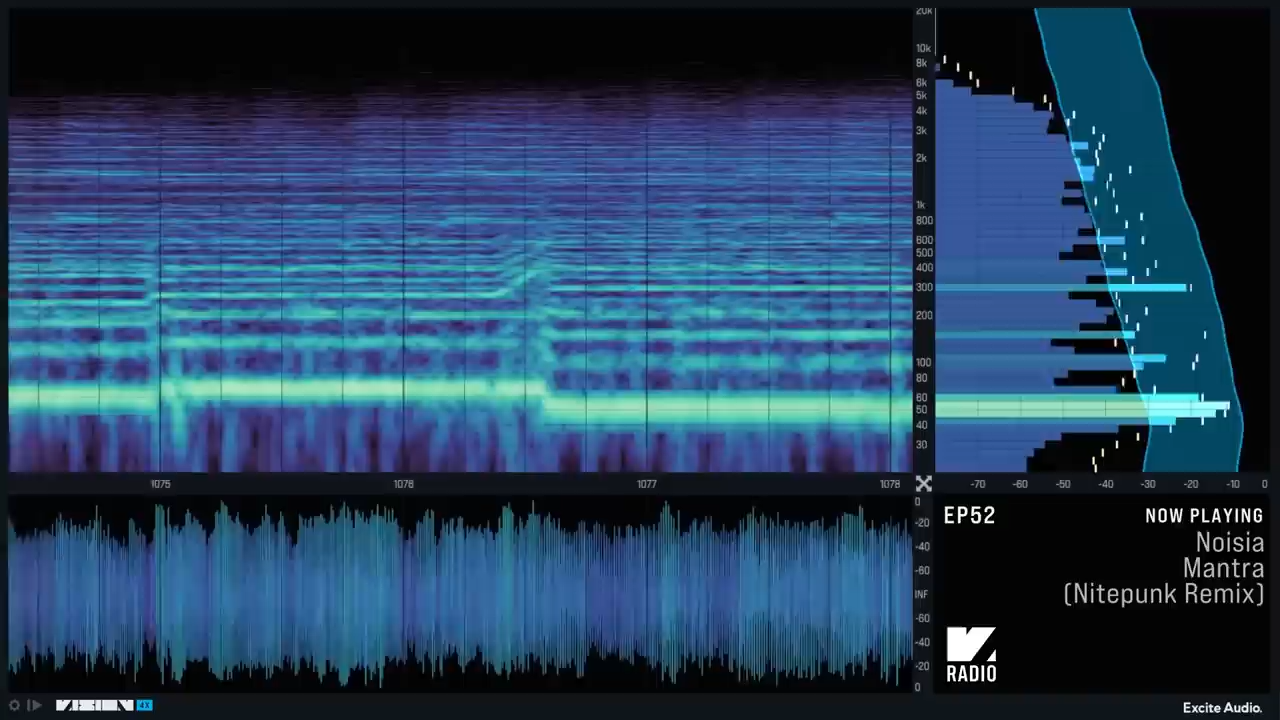 20k
10k
8k
6k
5k
4k
3k
2k
1k
800
600
500
400
300
200
100
80
60
50
40
30
1075
1076
1077
1078
-70
-60
-50
-40
-30
-20
-10
0
0
-20
-40
-60
INF
-60
-40
-20
0
EP52
NOW PLAYING
Noisia
Mantra
(Nitepunk Remix)
RADIO
VISION 4X
Excite Audio.